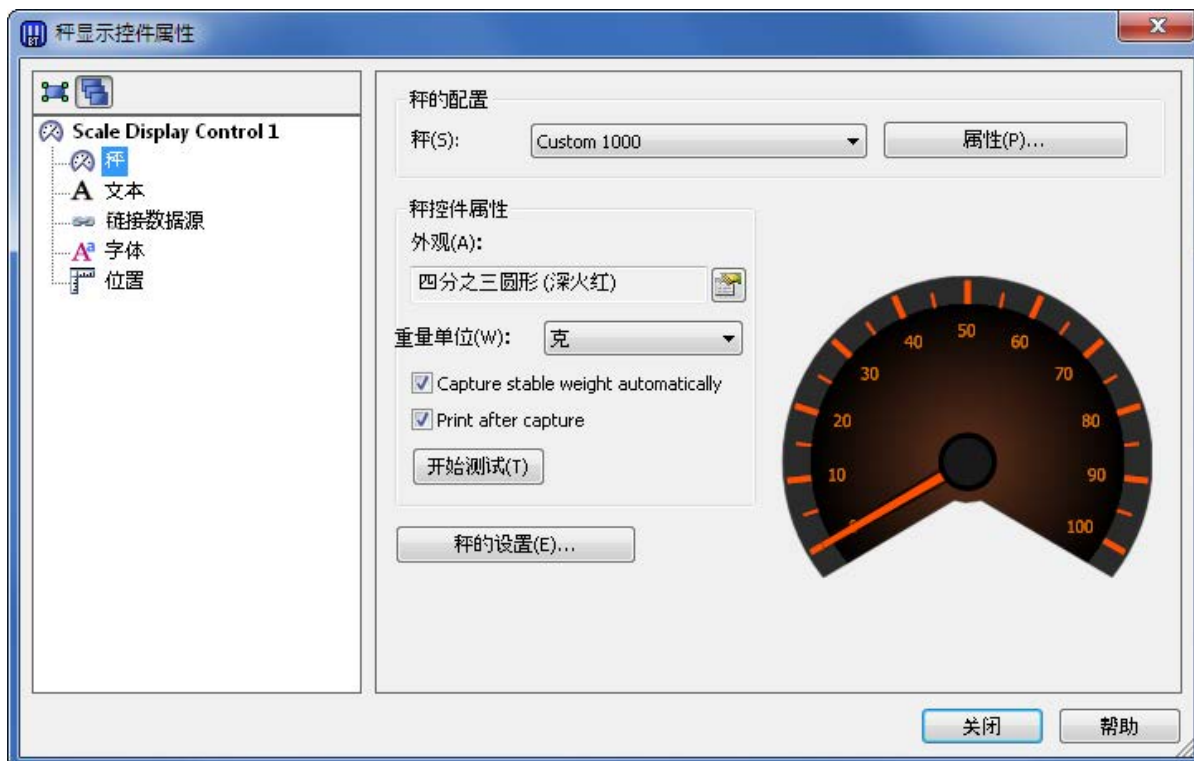 秤显示控件属性
Scale Display Control 1
秤
文本
链接数据源
字体
位置
秤的配置
秤(S):
Custom 1000
属性(P)...
秤控件属性
外观(A):
四分之三圆形 (深火红)
重量单位(W):
克
Capture stable weight automatically
Print after capture
开始测试(T)
秤的设置(E)...
0
10
20
30
40
50
60
70
80
90
100
关闭
帮助